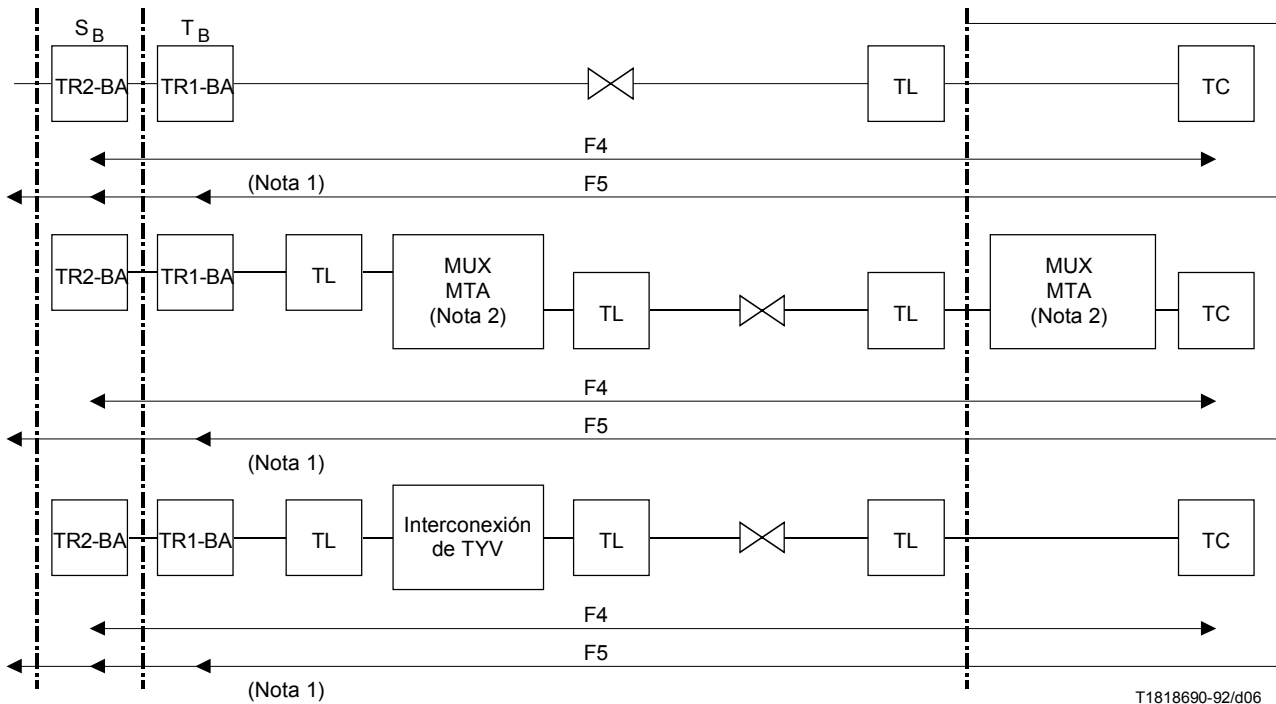 S B T B
TR2-BA TR1-BA TL TC
F4
(Nota 1) F5
TR2-BA TR1-BA TL MUX MTA (Nota 2) TL TL MUX MTA (Nota 2) TC
F4
F5
(Nota 1)
TR2-BA TR1-BA TL Interconexión de TYV TL TL TC
F4
F5
(Nota 1)
T1818690-92/d06